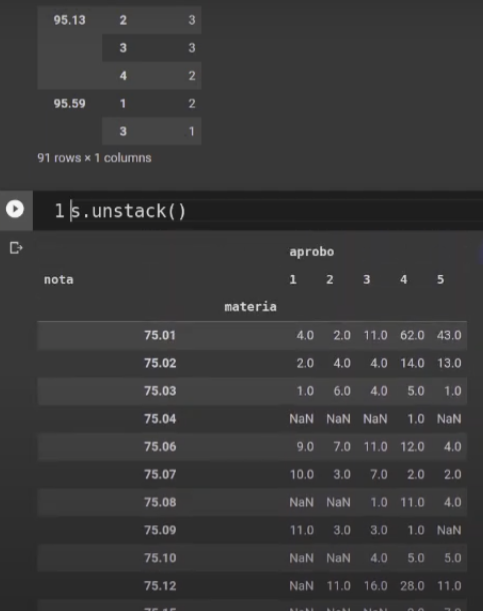 95.13 2 3
3 3
4 2
95.59 1 2
3 1
91 rows × 1 columns
1 s.unstack()
aprobo
nota 1 2 3 4 5
materia
75.01 4.0 2.0 11.0 62.0 43.0
75.02 2.0 4.0 4.0 14.0 13.0
75.03 1.0 6.0 4.0 5.0 1.0
75.04 NaN NaN NaN 1.0 NaN
75.06 9.0 7.0 11.0 12.0 4.0
75.07 10.0 3.0 7.0 2.0 2.0
75.08 NaN NaN 1.0 11.0 4.0
75.09 11.0 3.0 3.0 1.0 NaN
75.10 NaN NaN 4.0 5.0 5.0
75.12 NaN 11.0 16.0 28.0 11.0